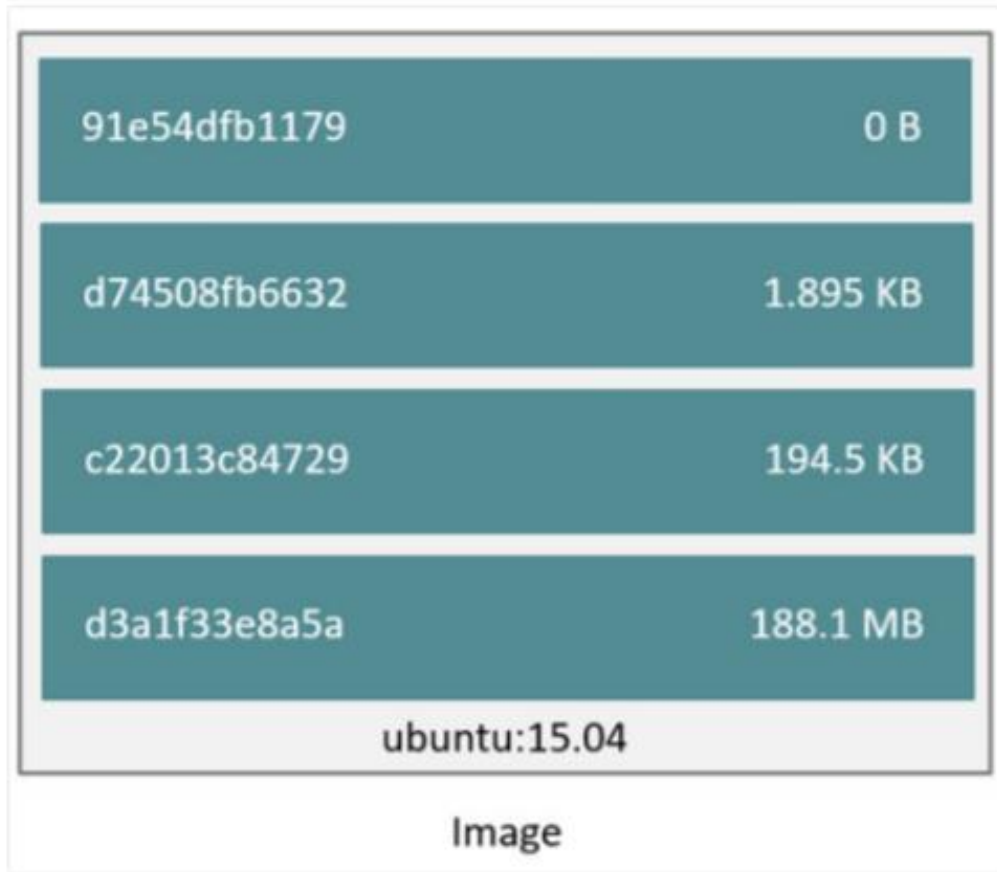 91e54dfb1179 0 B
d74508fb6632 1.895 KB
c22013c84729 194.5 KB
d3a1f33e8a5a 188.1 MB
ubuntu:15.04
Image